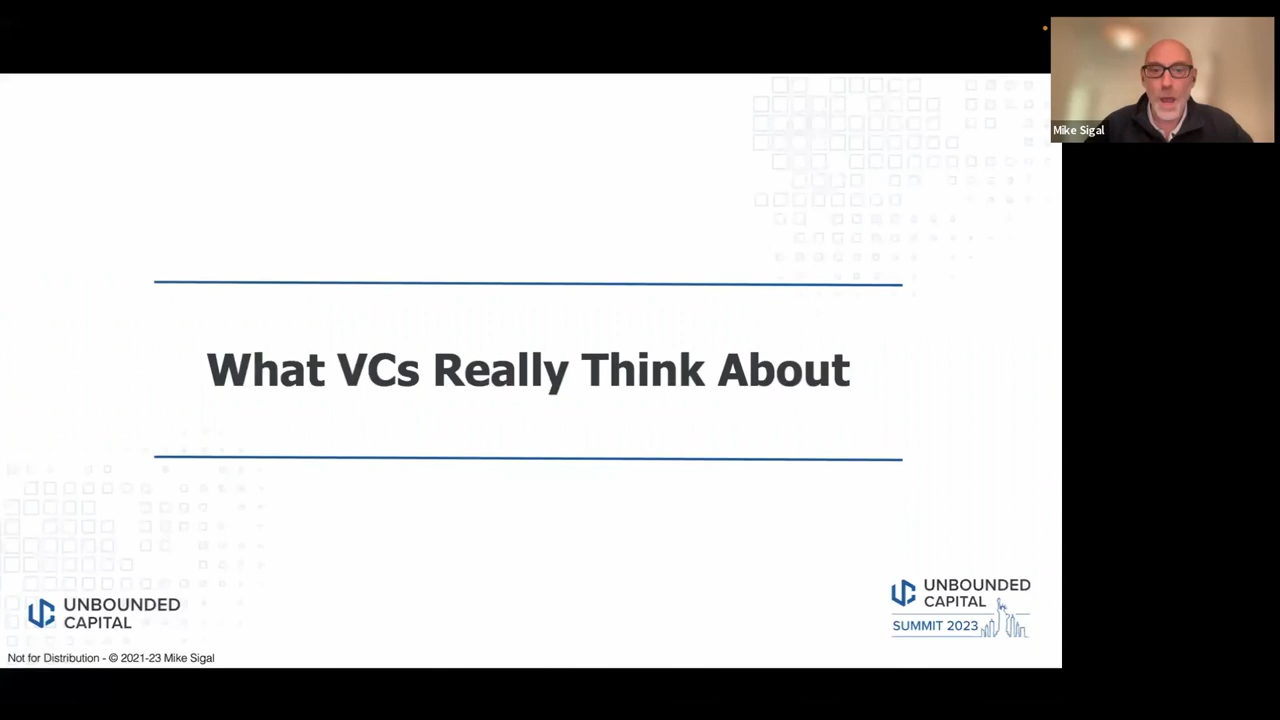 Mike Sigal
What VCs Really Think About
UNBOUNDED
CAPITAL
UNBOUNDED
CAPITAL
SUMMIT 2023
Not for Distribution - © 2021-23 Mike Sigal